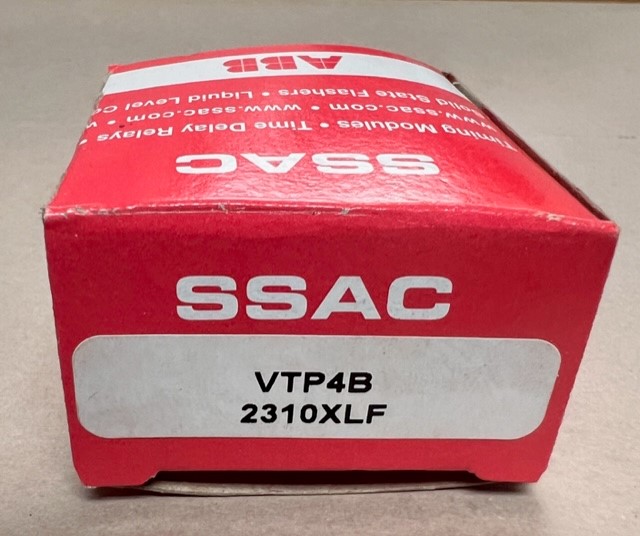 ABB
Solid State Flashers • Liquid Level C
www.ssac.com • www.ssac.com •
Timing Modules • Time Delay Relays •
SSAC
SSAC
VTP4B
2310XLF